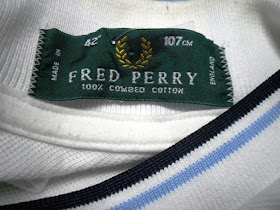 MADE IN
42" 107CM
FRED PERRY
100% COMBED COTTON
ENGLAND